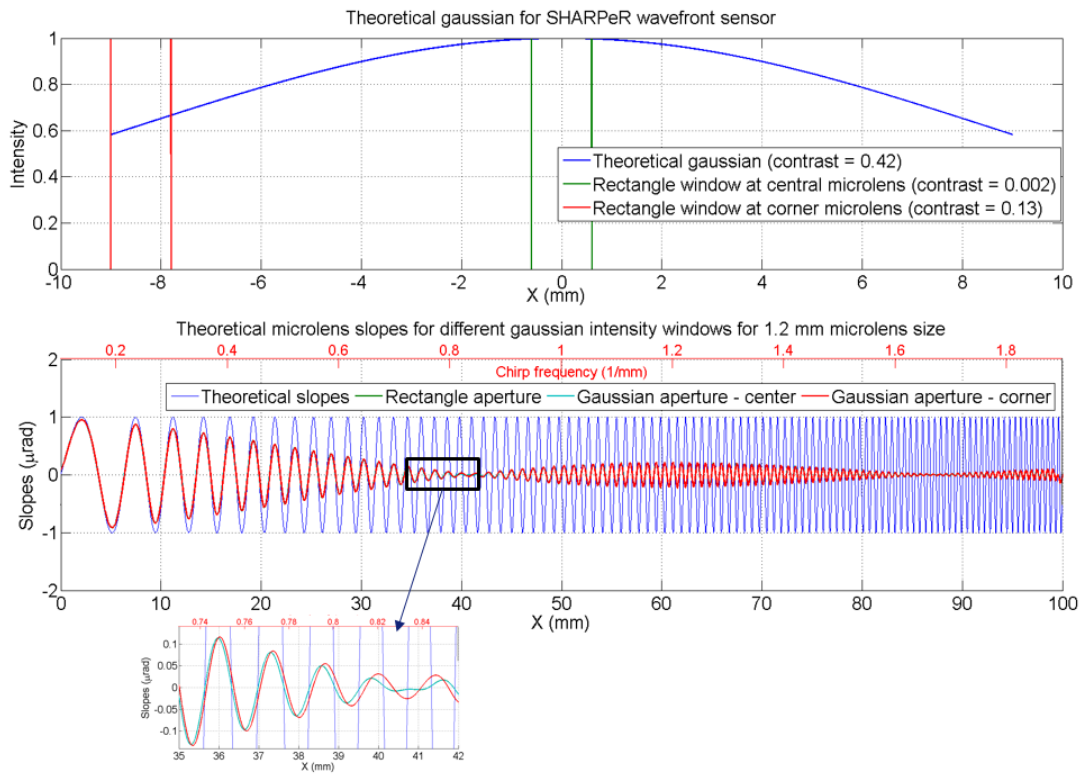 Theoretical gaussian for SHARPeR wavefront sensor
1
0.8
0.6
0.4
0.2
0
Intensity
Theoretical gaussian (contrast = 0.42)
Rectangle window at central microlens (contrast = 0.002)
Rectangle window at corner microlens (contrast = 0.13)
-10 -8 -6 -4 -2 0 2 4 6 8 10
X (mm)
Theoretical microlens slopes for different gaussian intensity windows for 1.2 mm microlens size
0.2 0.4 0.6 0.8 1 1.2 1.4 1.6 1.8
Chirp frequency (1/mm)
2
1
0
-1
-2
Slopes (μrad)
Theoretical slopes Rectangle aperture Gaussian aperture - center Gaussian aperture - corner
0 10 20 30 40 50 60 70 80 90 100
X (mm)
0.74 0.76 0.78 0.8 0.82 0.84
0.1
0.05
0
-0.05
-0.1
Slopes (μrad)
35 36 37 38 39 40 41 42
X (mm)